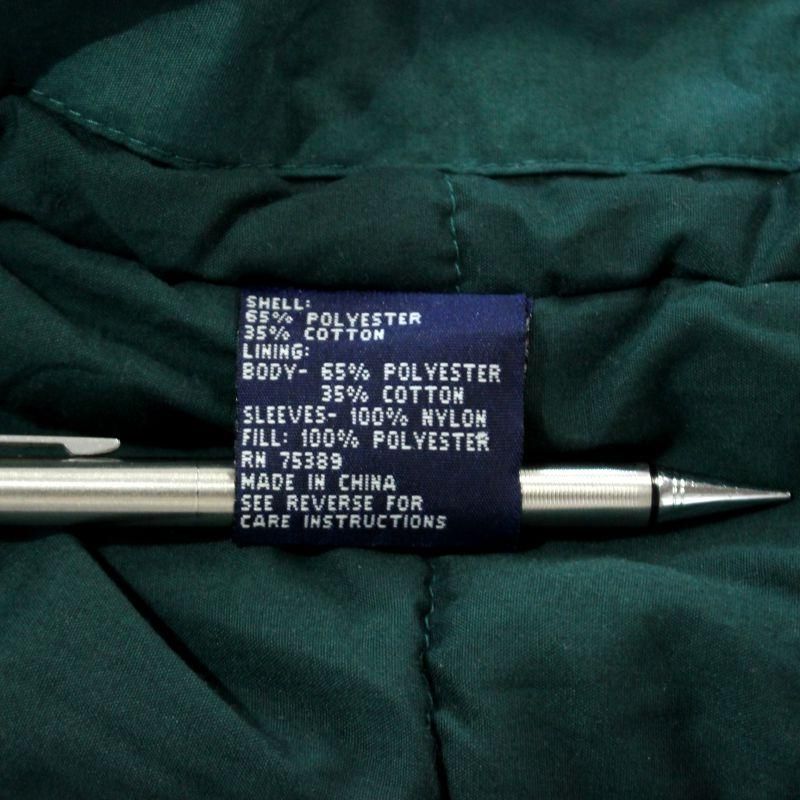 SHELL:
65% POLYESTER
35% COTTON
LINING:
BODY- 65% POLYESTER
35% COTTON
SLEEVES- 100% NYLON
FILL: 100% POLYESTER
RN 75389
MADE IN CHINA
SEE REVERSE FOR
CARE INSTRUCTIONS